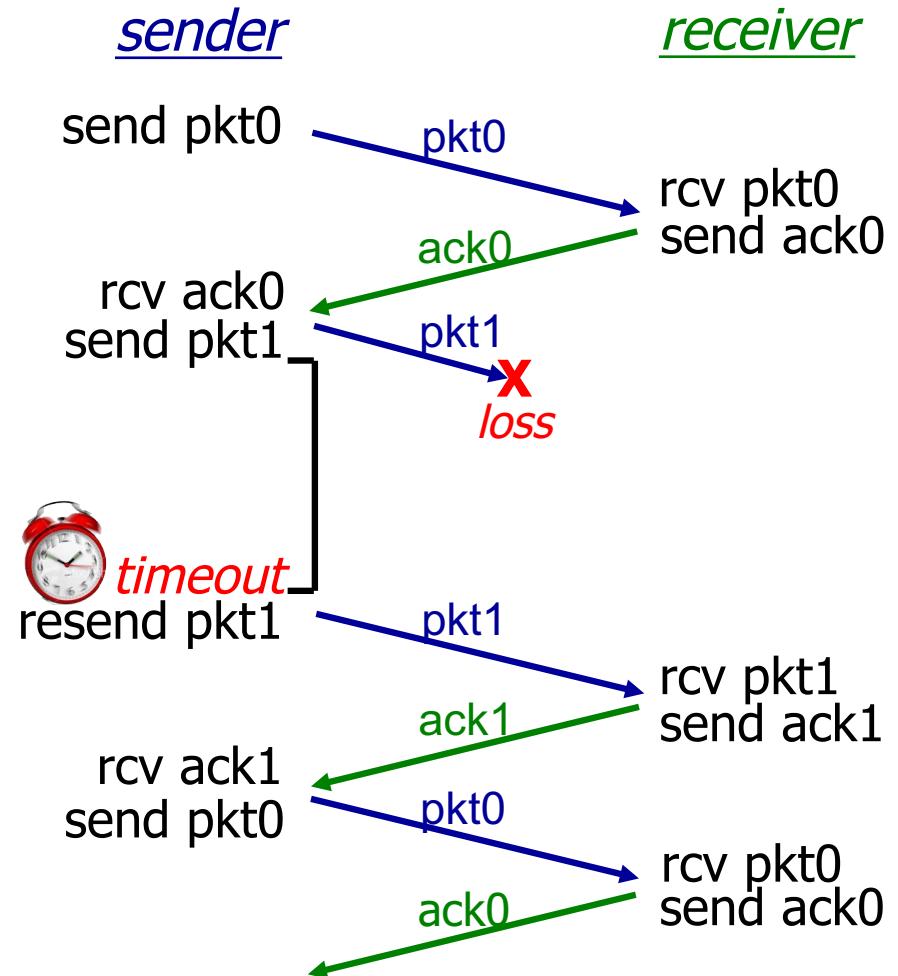 sender
receiver
send pkt0
pkt0
rcv pkt0
send ack0
ack0
rcv ack0
send pkt1
pkt1
X
loss
timeout
resend pkt1
pkt1
rcv pkt1
send ack1
ack1
rcv ack1
send pkt0
pkt0
rcv pkt0
send ack0
ack0